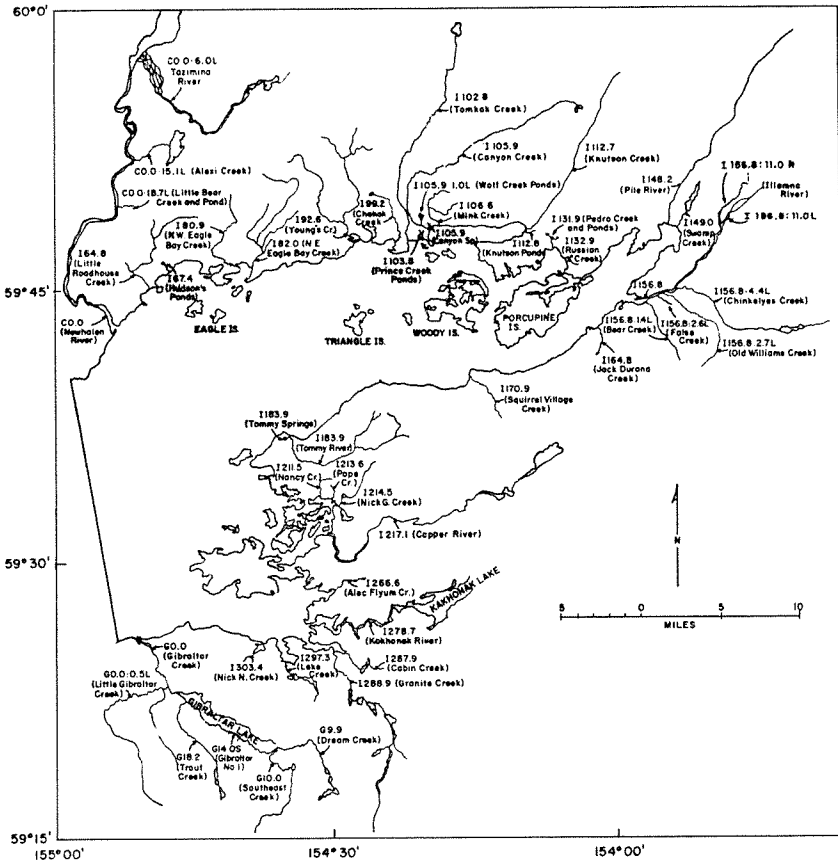 60°0'
C0.0-6.0L
Tazimina
River
C0.0-15.1L (Alexi Creek)
C0.0-18.7L (Little Bear
Creek and Pond)
I80.9
(N.W. Eagle
Bay Creek)
I64.8
(Little
Roadhouse
Creek)
I67.4
(Hudson's
Ponds)
C0.0
(Newhalen
River)
I92.6
(Young's Cr.)
I82.0 (N E
Eagle Bay Creek)
I99.2
(Chekok
Creek
I102.8
(Tomkok Creek)
I105.9
(Canyon Creek)
I105.9 1.0L (Wolf Creek Ponds)
I106.6
(Mink Creek)
I105.9
(Canyon Sp.)
I103.8
(Prince Creek
Ponds)
I112.7
(Knutson Creek)
I112.8
(Knutson Ponds)
I131.9 (Pedro Creek
and Ponds)
I132.9
(Russian
Creek)
I148.2
(Pile River)
I149.0
(Swamp
Creek)
I 156.8:11.0 R
(Iliamna
River)
I 186.8:11.0L
I156.8
I156.8-4.4L
(Chinkelyes Creek)
I156.8:.14L
(Bear Creek)
I156.8:2.6L
(False
Creek)
I156.8:2.7L
(Old Williams Creek)
I164.8
(Jack Durand
Creek)
59°45'
EAGLE IS.
TRIANGLE IS.
WOODY IS.
PORCUPINE
IS.
I170.9
(Squirrel Village
Creek)
I183.9
(Tommy Springs)
I183.9
(Tommy River)
I211.5
(Nancy Cr.)
I213.6
(Pope
Cr.)
I214.5
(Nick G. Creek)
I217.1 (Copper River)
N
59°30'
I266.6
(Alec Flyum Cr.)
KAKHONAK LAKE
I278.7
(Kokhonak River)
5 0 5 10
MILES
G0.0
(Gibraltar
Creek)
I303.4
(Nick N. Creek)
I297.3
(Lake
Creek)
I287.9
(Cabin Creek)
I288.9 (Granite Creek)
G0.0:0.5L
(Little Gibraltar
Creek)
GIBRALTAR LAKE
G9.9
(Dream Creek)
G18.2
(Trout
Creek)
G14.0S
(Gibraltar
No 1)
G10.0
(Southeast
Creek)
59°15'
155°00' 154°30' 154°00'